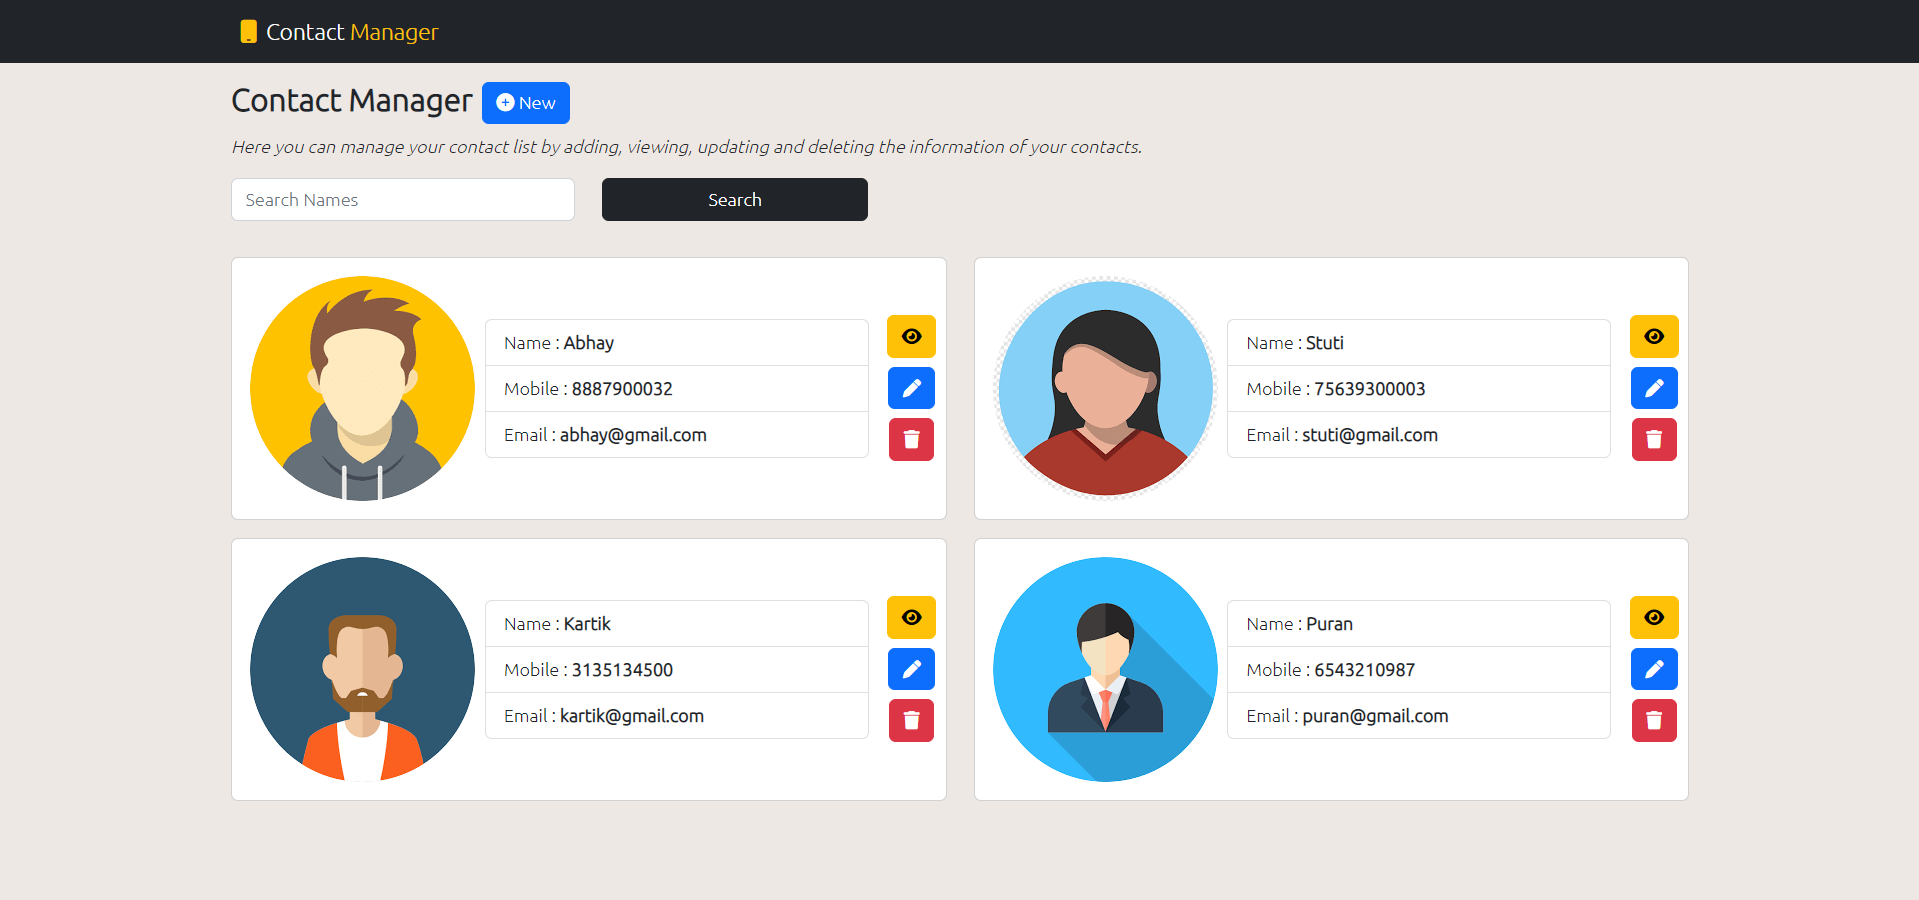 Contact Manager
Contact Manager New
Here you can manage your contact list by adding, viewing, updating and deleting the information of your contacts.
Search Names Search
Name : Abhay
Mobile : 8887900032
Email : abhay@gmail.com
Name : Stuti
Mobile : 75639300003
Email : stuti@gmail.com
Name : Kartik
Mobile : 3135134500
Email : kartik@gmail.com
Name : Puran
Mobile : 6543210987
Email : puran@gmail.com